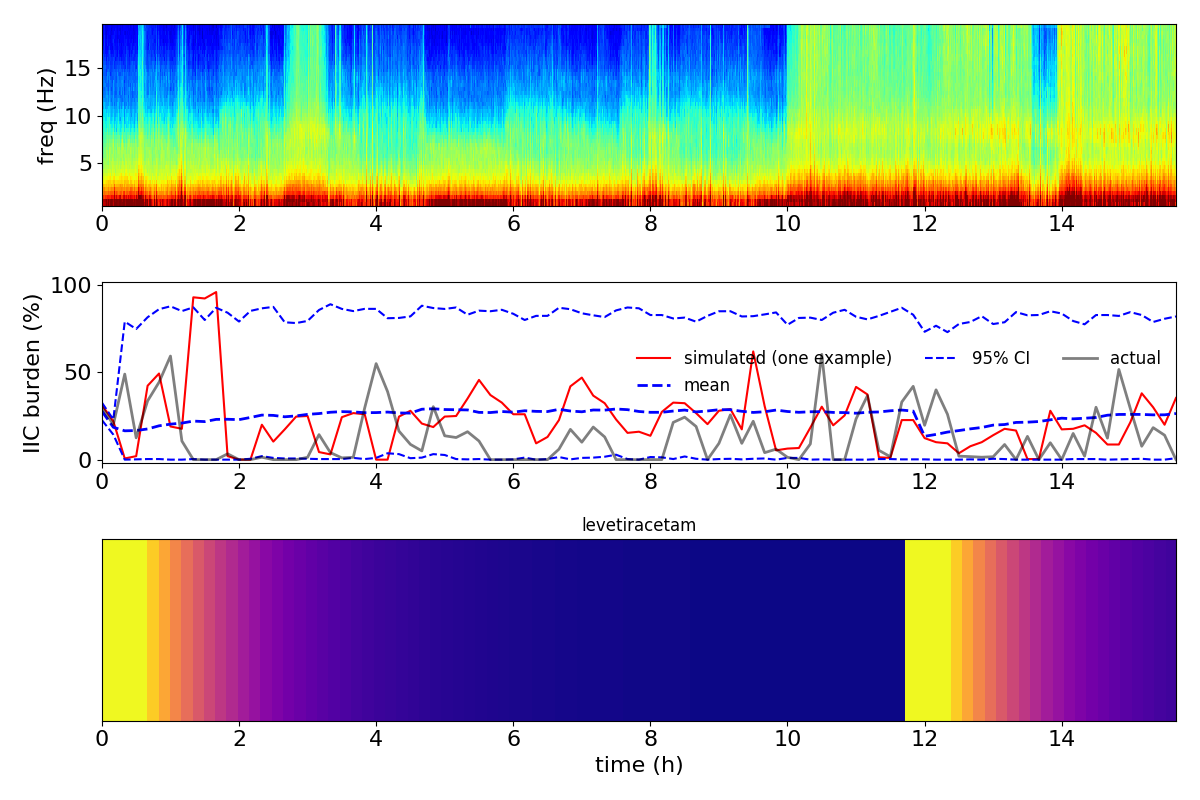 freq (Hz)
15
10
5
0 2 4 6 8 10 12 14
IIC burden (%)
100
50
0
simulated (one example) 95% CI actual
mean
0 2 4 6 8 10 12 14
levetiracetam
0 2 4 6 8 10 12 14
time (h)